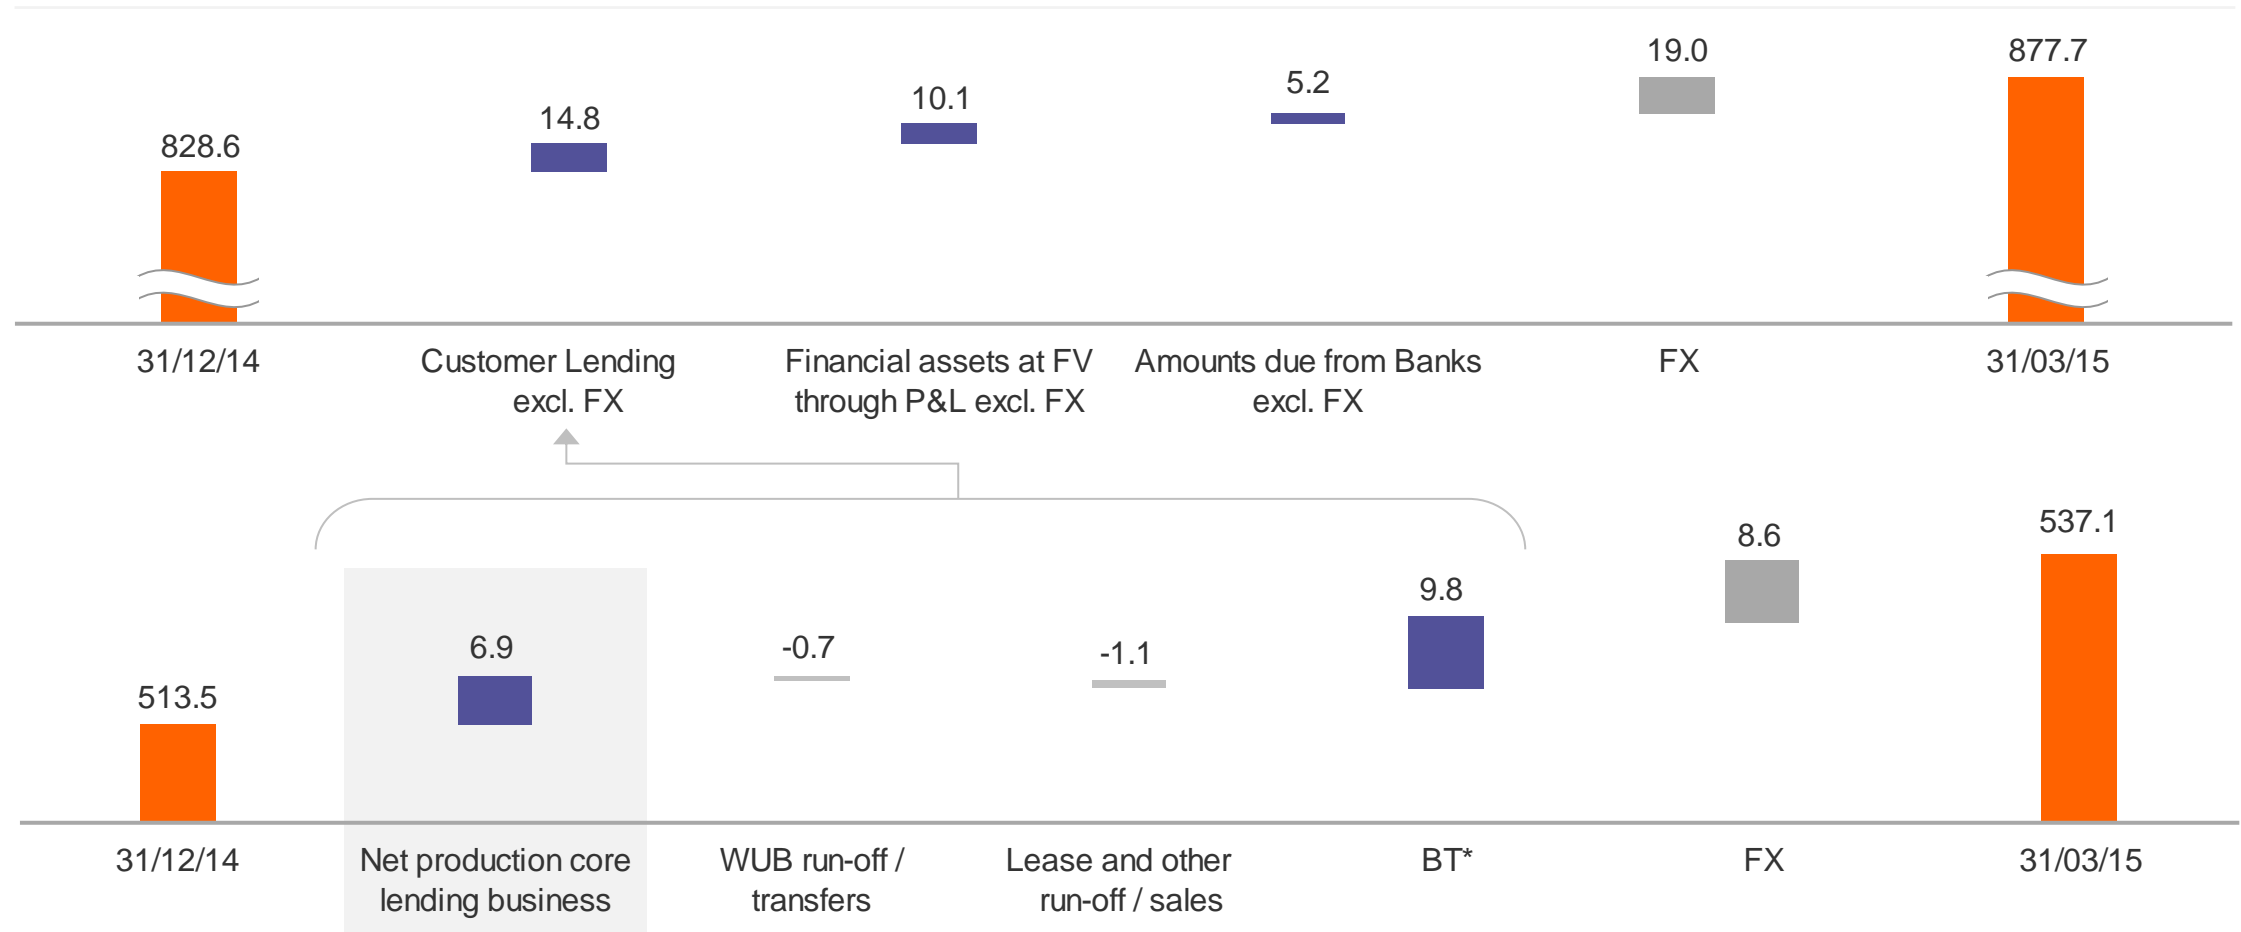 828.6
14.8
10.1
5.2
19.0
877.7
31/12/14
Customer Lending
excl. FX
Financial assets at FV
through P&L excl. FX
Amounts due from Banks
excl. FX
FX
31/03/15
513.5
6.9
-0.7
-1.1
9.8
8.6
537.1
31/12/14
Net production core
lending business
WUB run-off /
transfers
Lease and other
run-off / sales
BT*
FX
31/03/15